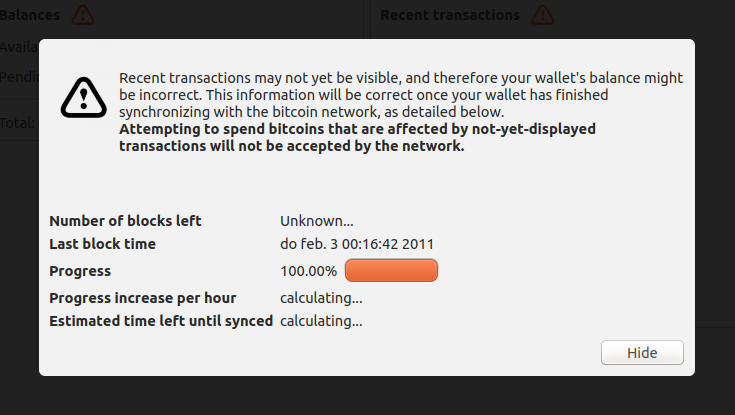 Balances
Recent transactions
Availa
Pendin
Total:
Recent transactions may not yet be visible, and therefore your wallet's balance might
be incorrect. This information will be correct once your wallet has finished
synchronizing with the bitcoin network, as detailed below.
Attempting to spend bitcoins that are affected by not-yet-displayed
transactions will not be accepted by the network.
Number of blocks left Unknown...
Last block time do feb. 3 00:16:42 2011
Progress 100.00%
Progress increase per hour calculating...
Estimated time left until synced calculating...
Hide